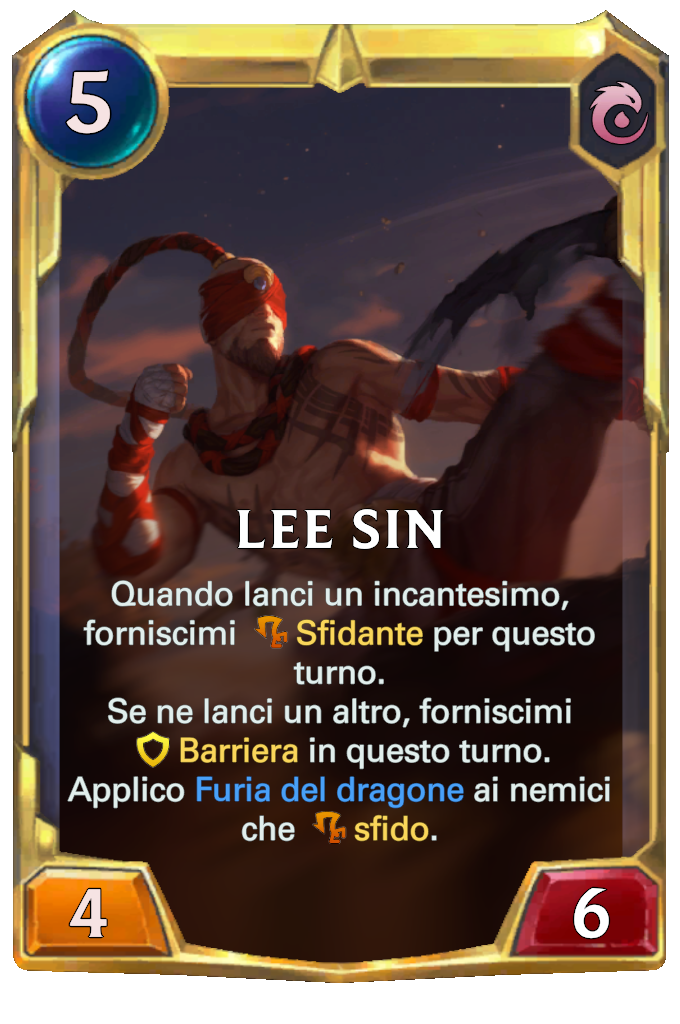 5
LEE SIN
Quando lanci un incantesimo,
forniscimi Sfidante per questo
turno.
Se ne lanci un altro, forniscimi
Barriera in questo turno.
Applico Furia del dragone ai nemici
che sfido.
4
6